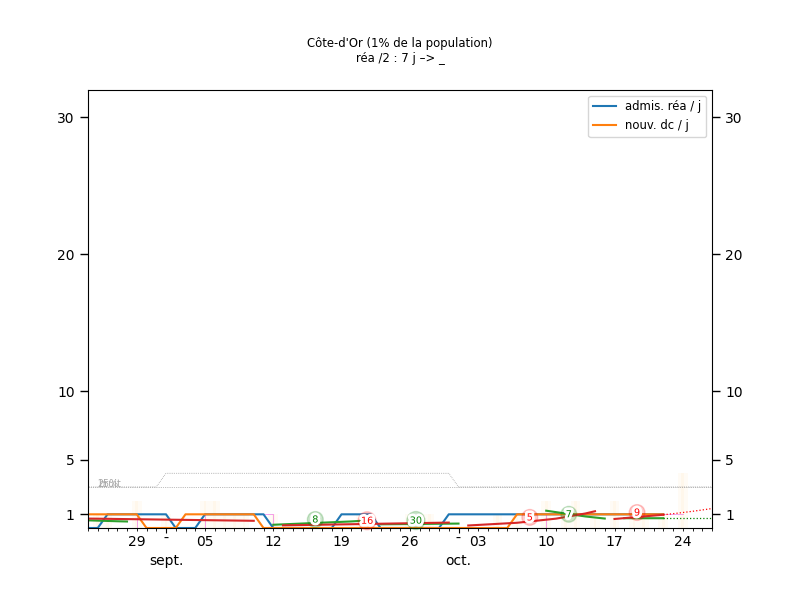 Côte-d'Or (1% de la population)
réa /2 : 7 j –> _
admis. réa / j
nouv. dc / j
30 30
20 20
10 10
5 5
1 1
8 16 30 5 7 9
29 - 05 12 19 26 - 03 10 17 24
sept. oct.